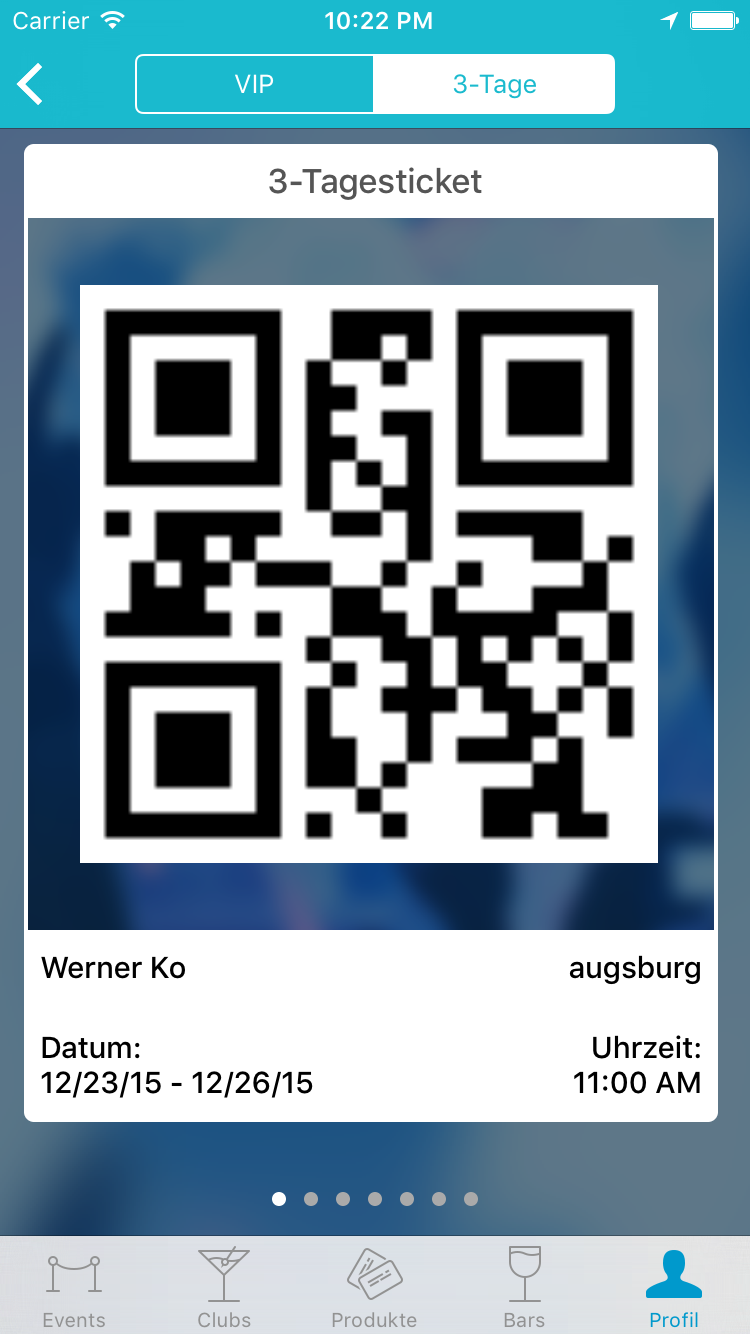 Carrier 10:22 PM
VIP 3-Tage
3-Tagesticket
Werner Ko augsburg
Datum: Uhrzeit:
12/23/15 - 12/26/15 11:00 AM
Events Clubs Produkte Bars Profil